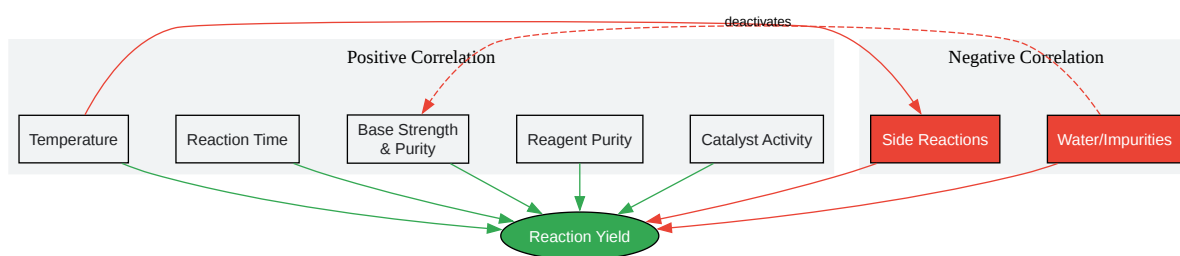 deactivates
Positive Correlation
Negative Correlation
Temperature
Reaction Time
Base Strength
& Purity
Reagent Purity
Catalyst Activity
Side Reactions
Water/Impurities
Reaction Yield